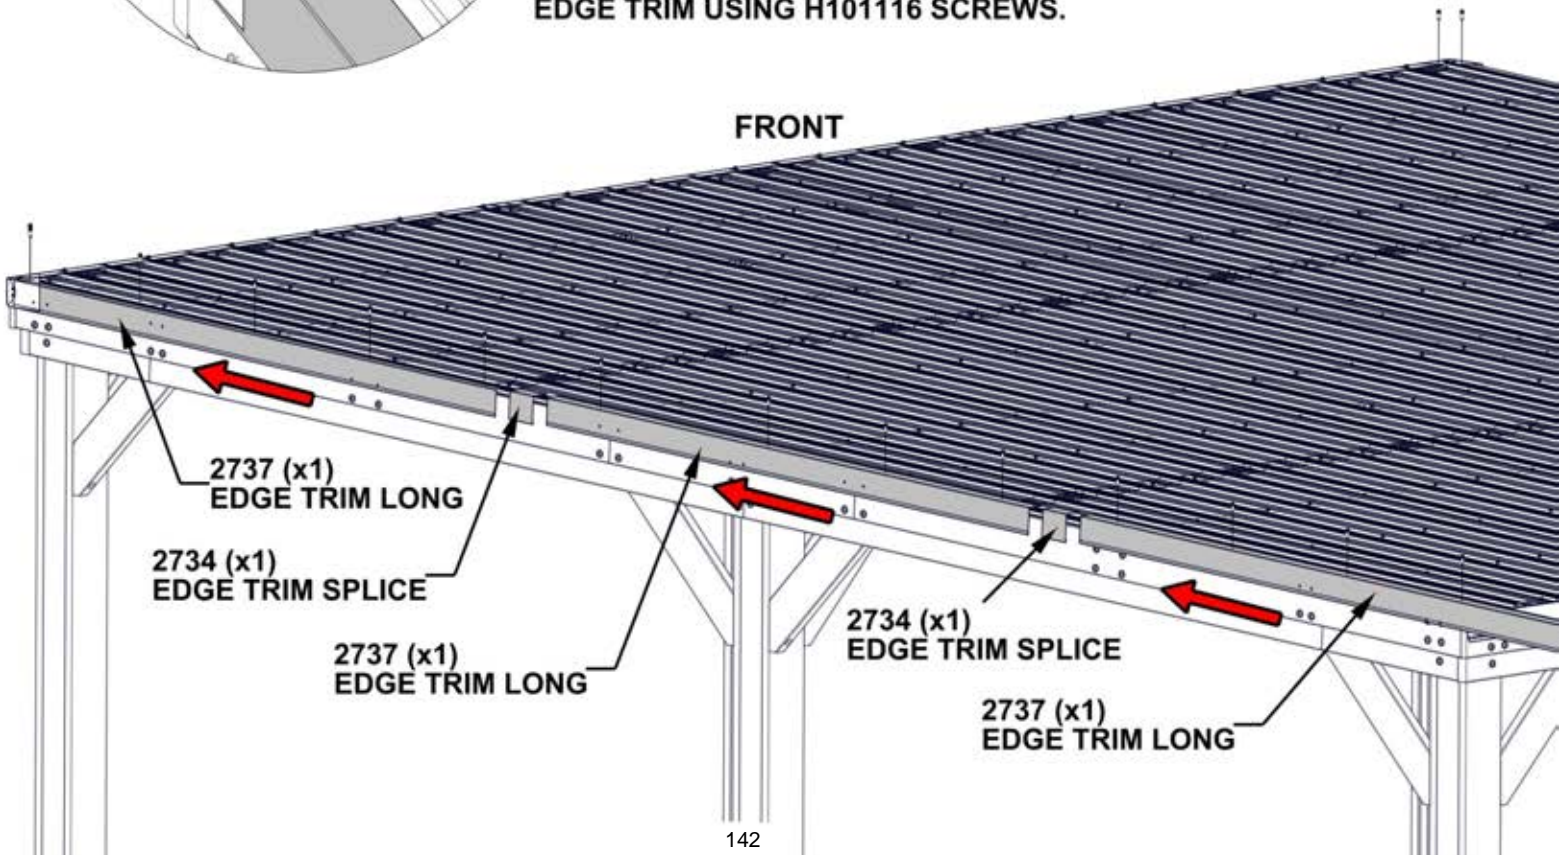 EDGE TRIM USING H101116 SCREWS.
FRONT
2737 (x1)
EDGE TRIM LONG
2734 (x1)
EDGE TRIM SPLICE
2737 (x1)
EDGE TRIM LONG
2734 (x1)
EDGE TRIM SPLICE
2737 (x1)
EDGE TRIM LONG
142